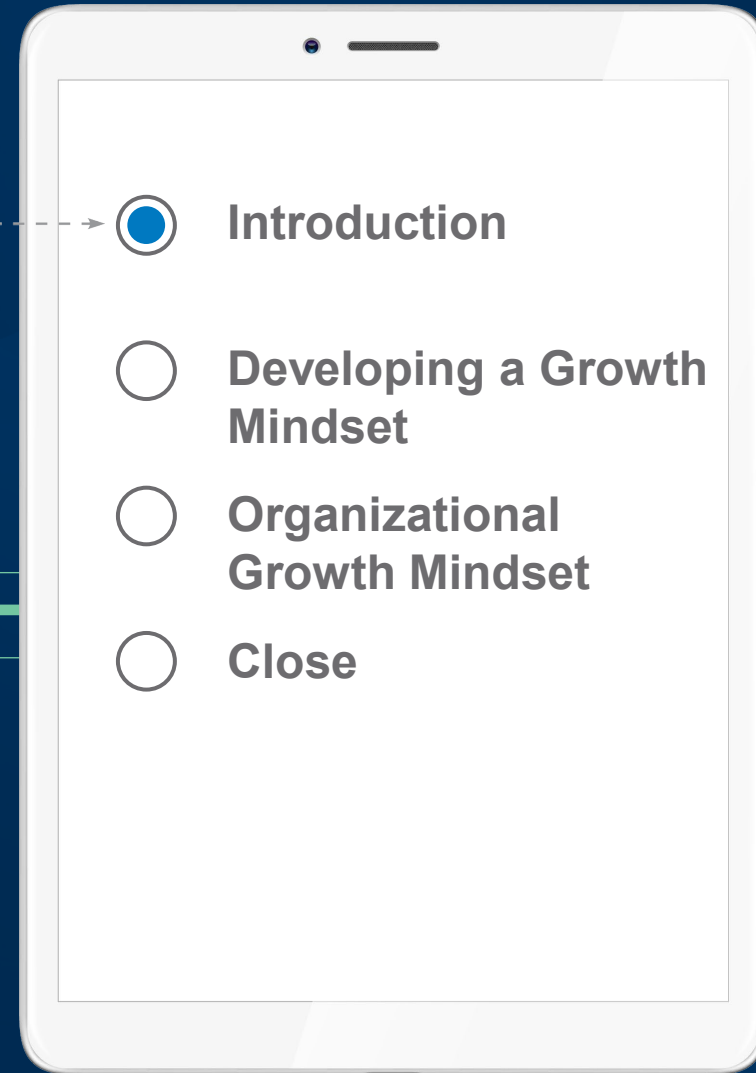 Introduction
Developing a Growth
Mindset
Organizational
Growth Mindset
Close